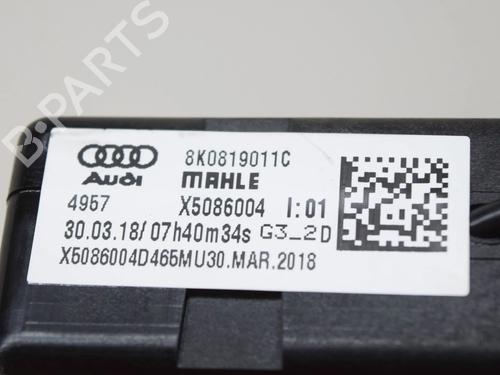 B-PARTS
8K0819011C
Audi MAHLE
4957 X5086004 I:01
30.03.18/ 07h40m34s G3_2D
X5086004D465MU30.MAR.2018